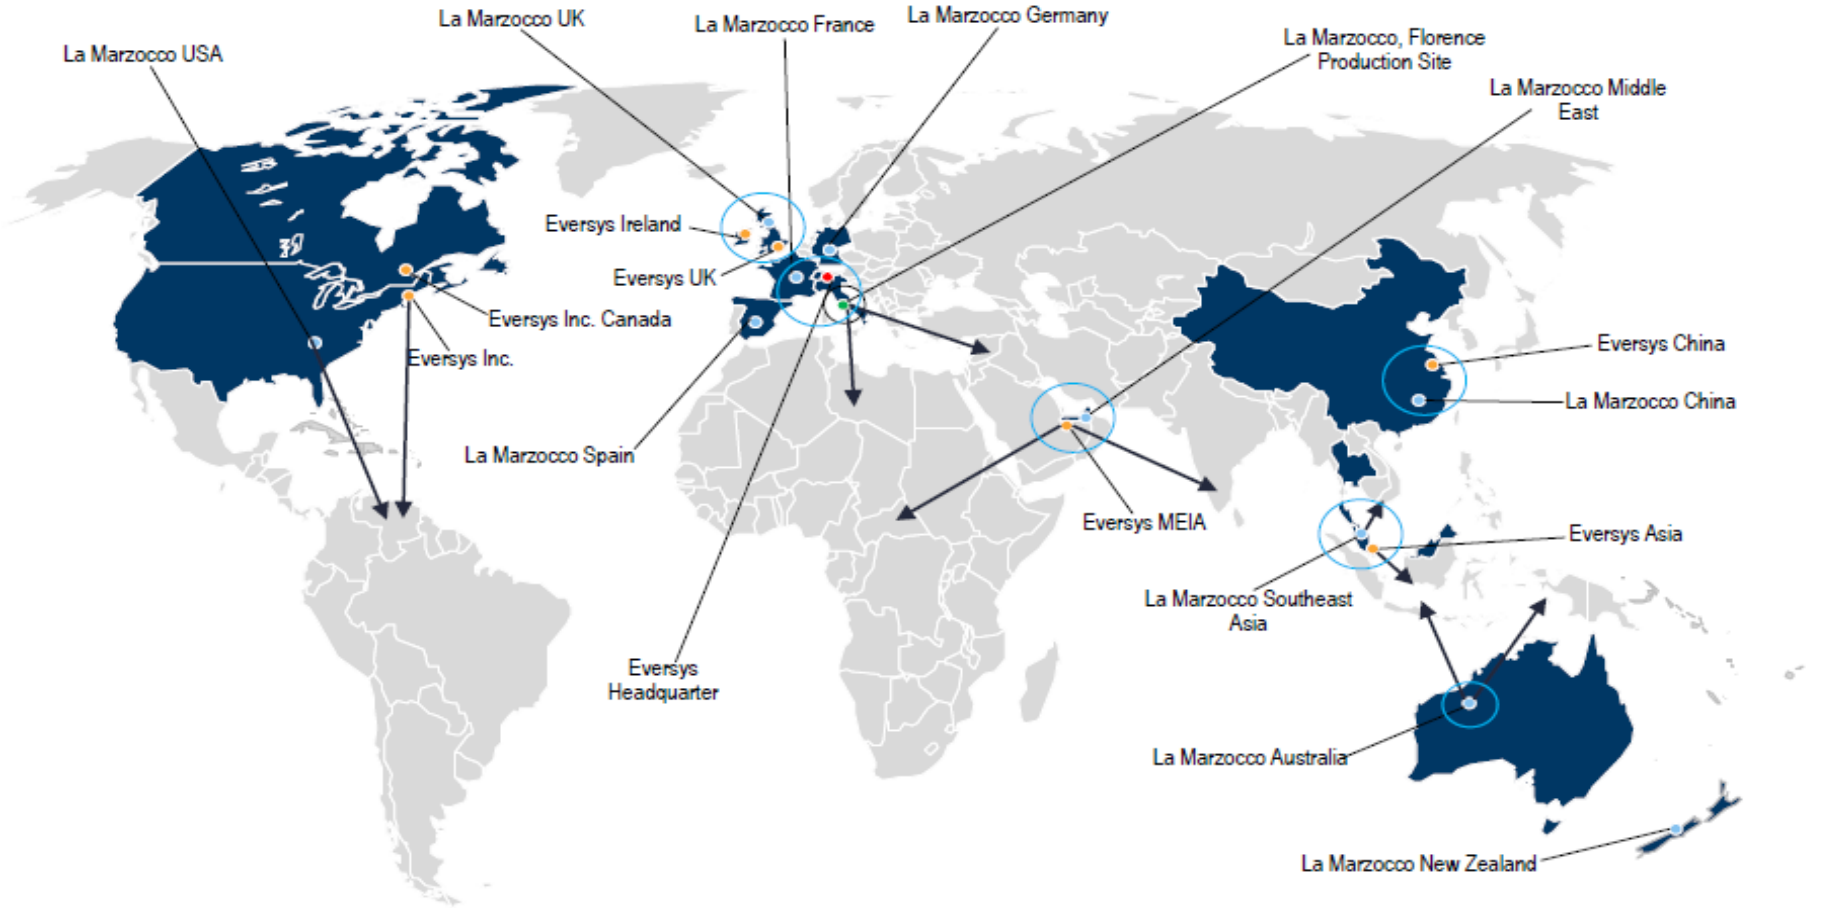 La Marzocco UK
La Marzocco France
La Marzocco Germany
La Marzocco USA
La Marzocco, Florence
Production Site
La Marzocco Middle
East
Eversys Ireland
Eversys UK
Eversys Inc. Canada
Eversys Inc.
Eversys China
La Marzocco China
La Marzocco Spain
Eversys MEIA
Eversys Asia
La Marzocco Southeast
Asia
Eversys
Headquarter
La Marzocco Australia
La Marzocco New Zealand